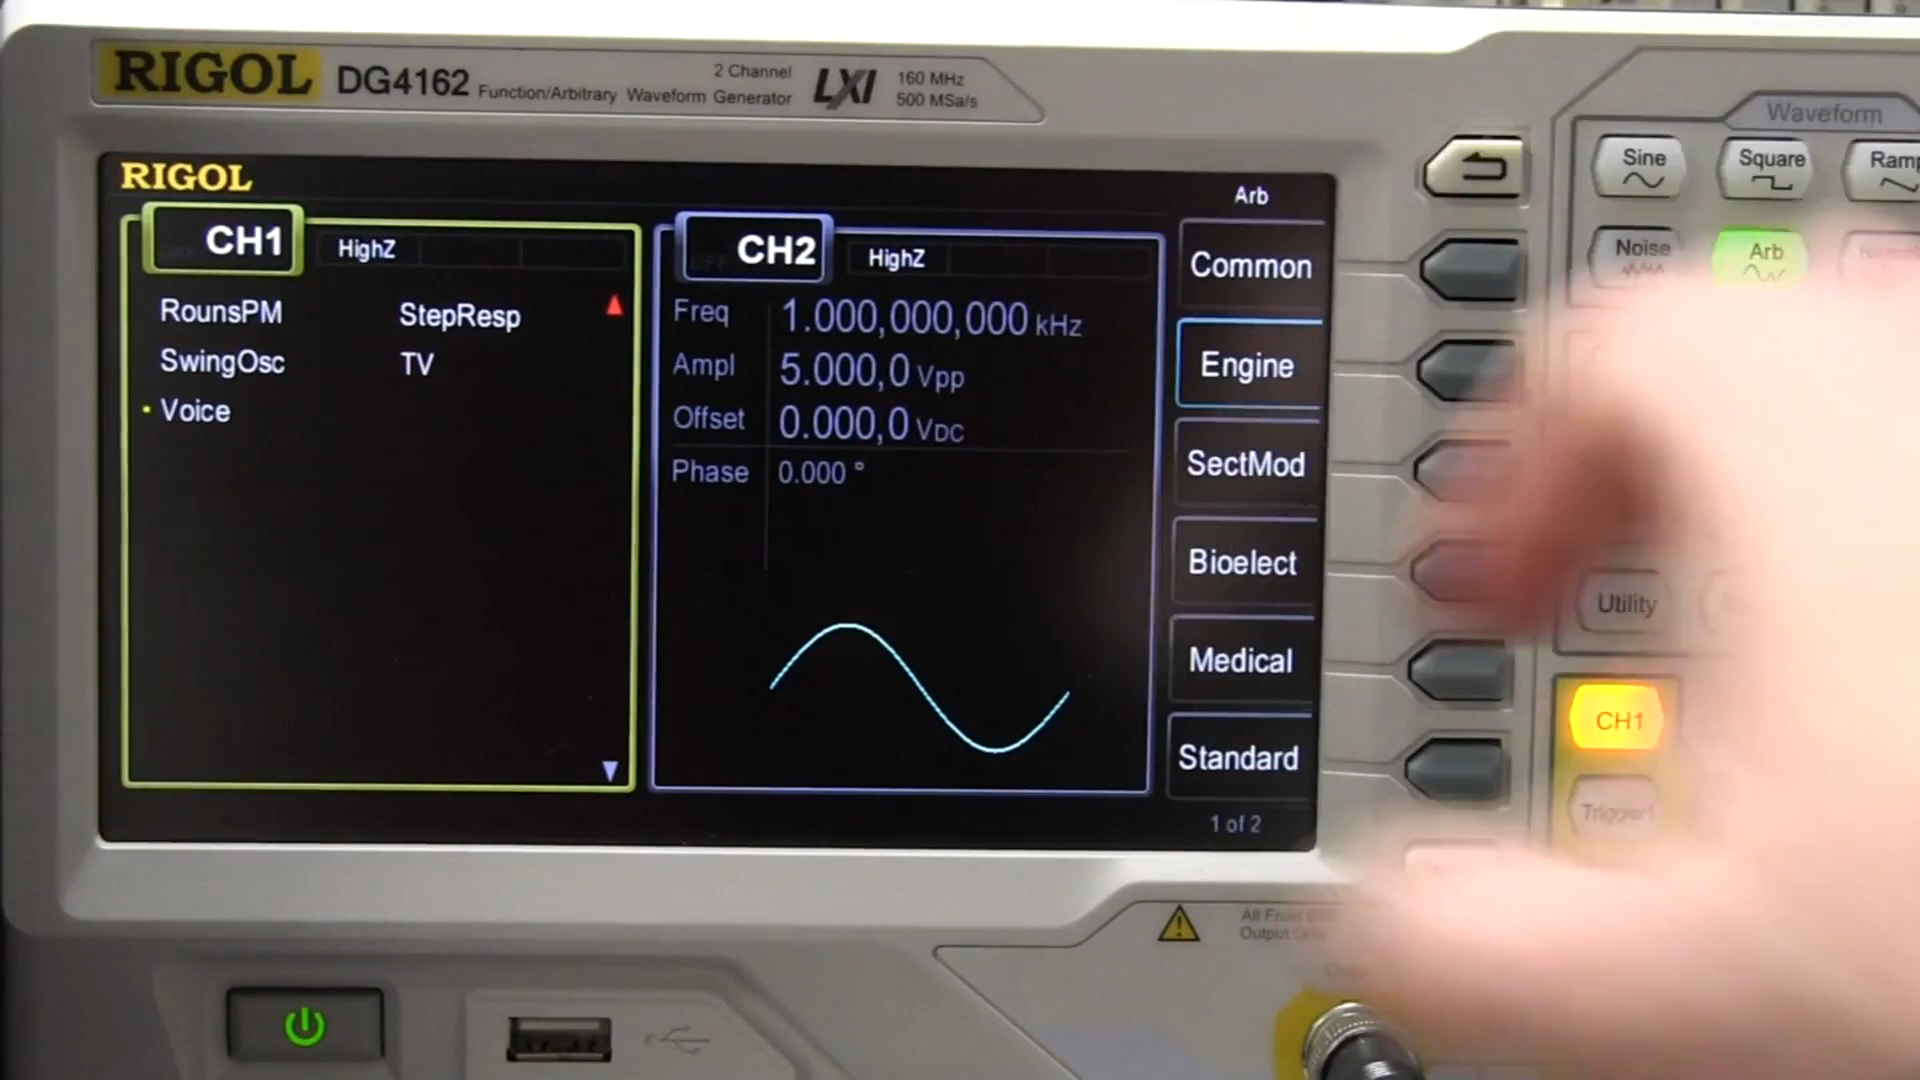 RIGOL DG4162 Function/Arbitrary Waveform Generator
2 Channel
LXI
160 MHz
500 MSa/s
Waveform
Sine
Square
Ramp
Noise
Arb
RIGOL
Arb
CH1
HighZ
RounsPM
StepResp
SwingOsc
TV
Voice
CH2
HighZ
Freq 1.000,000,000 kHz
Ampl 5.000,0 Vpp
Offset 0.000,0 VDC
Phase 0.000 °
Common
Engine
SectMod
Bioelect
Medical
Standard
1 of 2
Utility
CH1
Trigger1